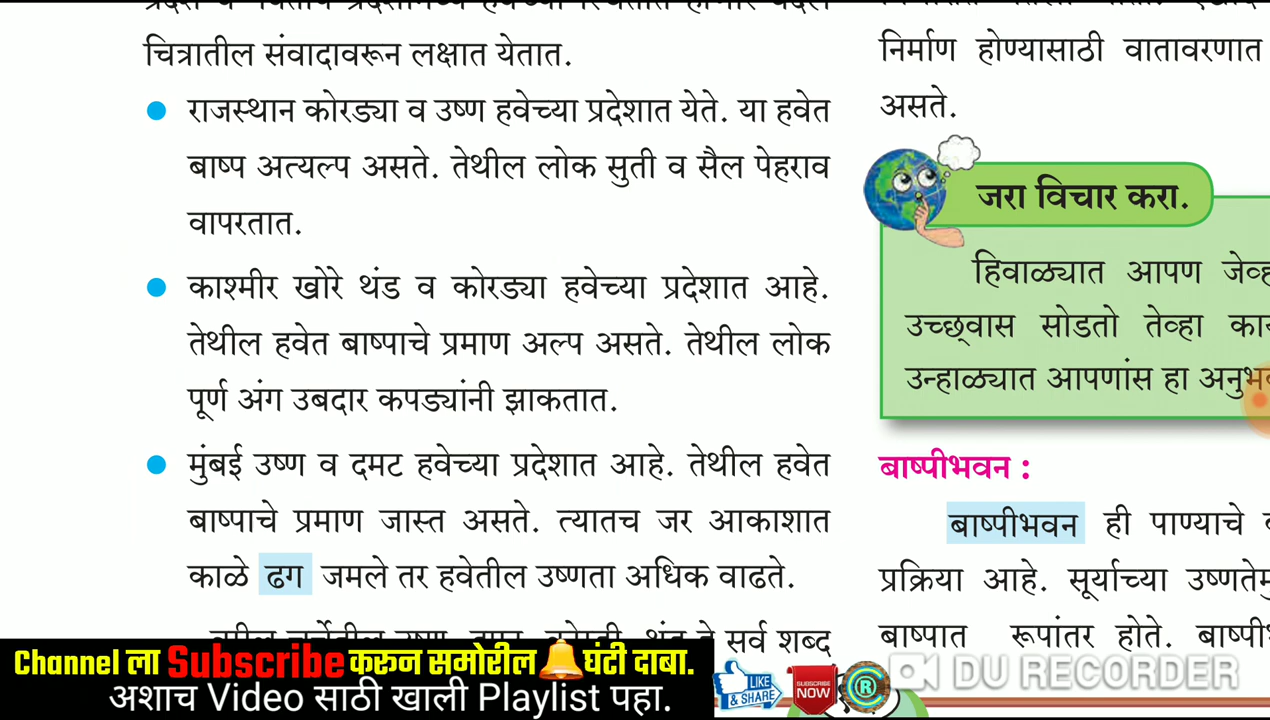 चित्रातील संवादावरून लक्षात येतात.
• राजस्थान कोरड्या व उष्ण हवेच्या प्रदेशात येते. या हवेत
बाष्प अत्यल्प असते. तेथील लोक सुती व सैल पेहराव
वापरतात.
• काश्मीर खोरे थंड व कोरड्या हवेच्या प्रदेशात आहे.
तेथील हवेत बाष्पाचे प्रमाण अल्प असते. तेथील लोक
पूर्ण अंग उबदार कपड्यांनी झाकतात.
• मुंबई उष्ण व दमट हवेच्या प्रदेशात आहे. तेथील हवेत
बाष्पाचे प्रमाण जास्त असते. त्यातच जर आकाशात
काळे ढग जमले तर हवेतील उष्णता अधिक वाढते.
सर्व शब्द
निर्माण होण्यासाठी वातावरणात
असते.
जरा विचार करा.
हिवाळ्यात आपण
उच्छ्वास सोडतो तेव्हा
उन्हाळ्यात आपणांस हा
बाष्पीभवन :
बाष्पीभवन ही पाण्याचे
प्रक्रिया आहे. सूर्याच्या
बाष्पात रूपांतर होते.
Channel ला Subscribe करून समोरील घंटी दाबा.
अशाच Video साठी खाली Playlist पहा.
LIKE
& SHARE
SUBSCRIBE
NOW
R
DU RECORDER